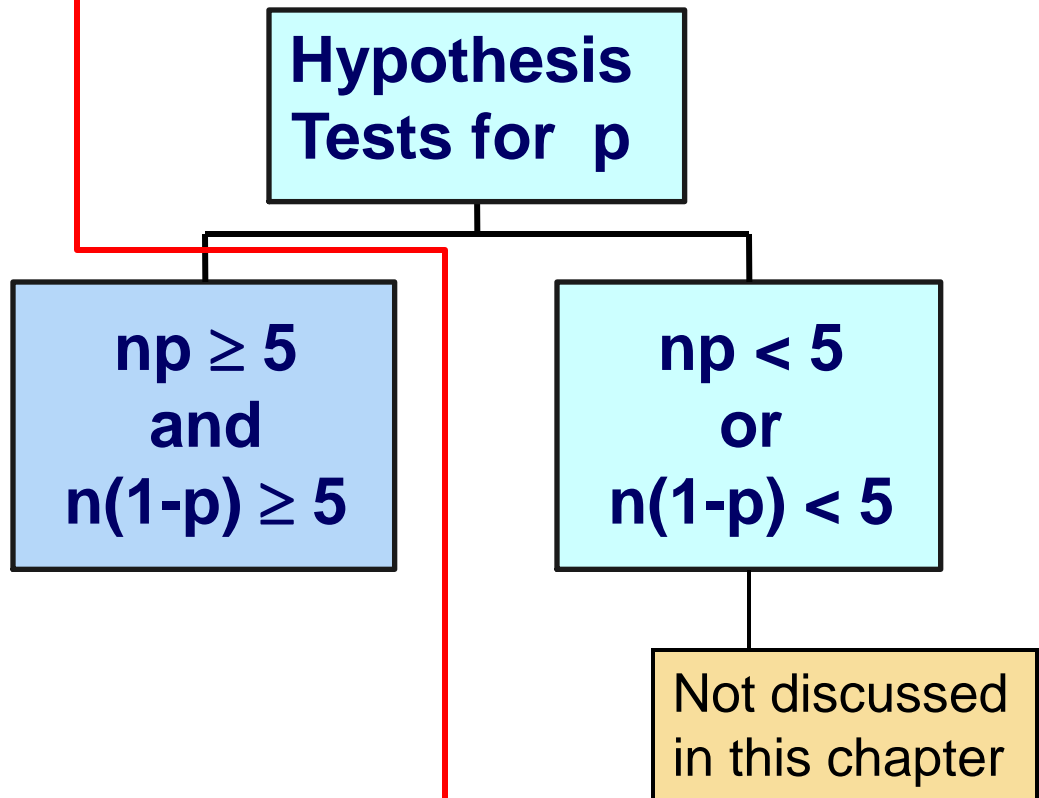 Hypothesis
Tests for p
np ≥ 5
and
n(1-p) ≥ 5
np < 5
or
n(1-p) < 5
Not discussed
in this chapter